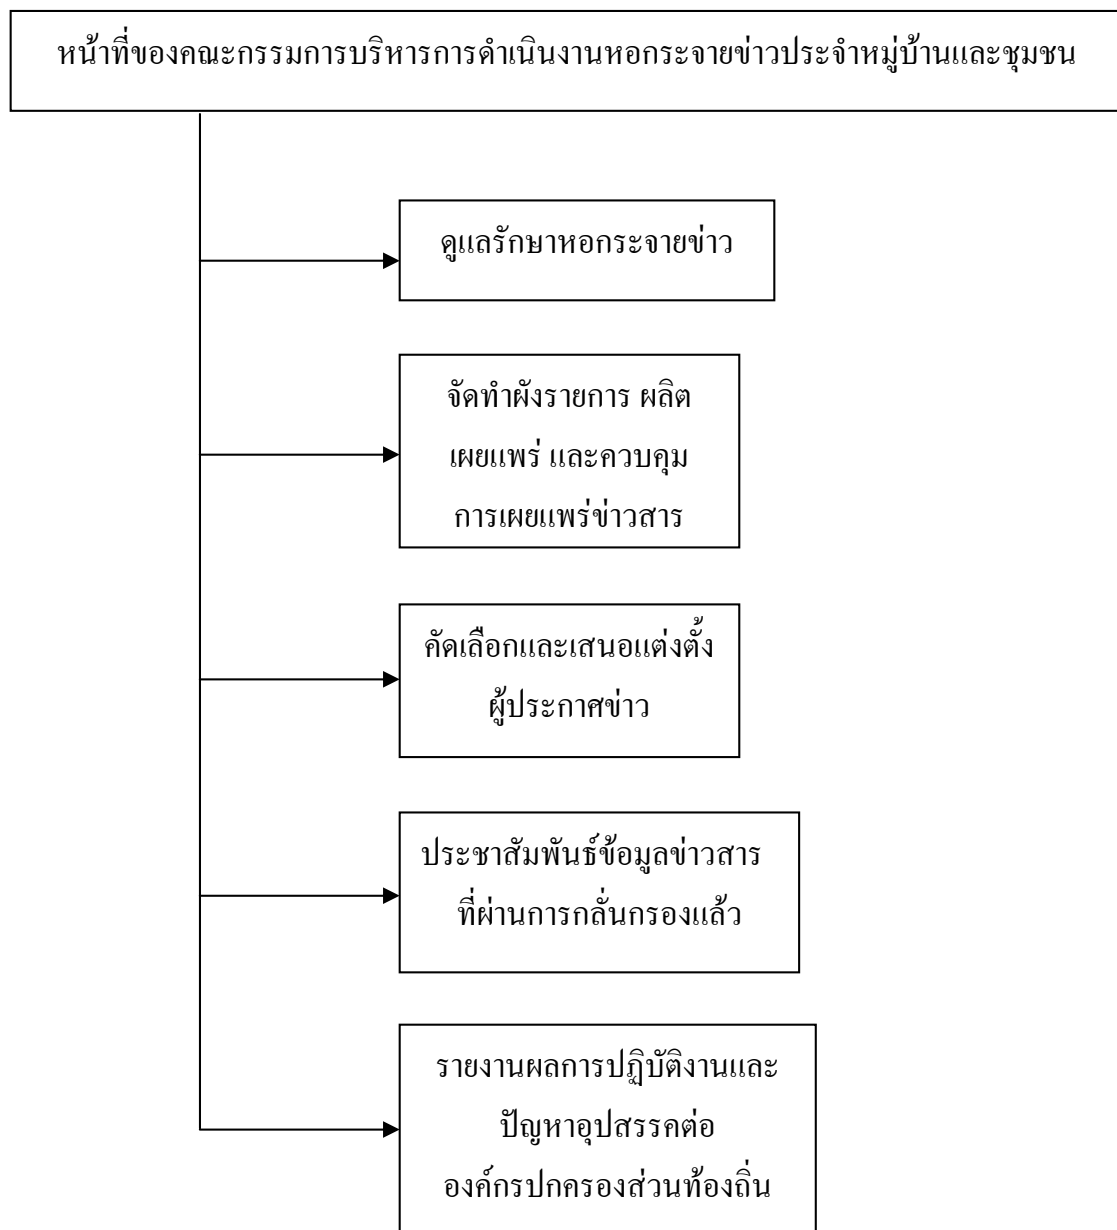 หน้าที่ของคณะกรรมการบริหารการดำเนินงานหอกระจายข่าวประจำหมู่บ้านและชุมชน
ดูแลรักษาหอกระจายข่าว
จัดทำผังรายการ ผลิต
เผยแพร่ และควบคุม
การเผยแพร่ข่าวสาร
คัดเลือกและเสนอแต่งตั้ง
ผู้ประกาศข่าว
ประชาสัมพันธ์ข้อมูลข่าวสาร
ที่ผ่านการกลั่นกรองแล้ว
รายงานผลการปฏิบัติงานและ
ปัญหาอุปสรรคต่อ
องค์กรปกครองส่วนท้องถิ่น